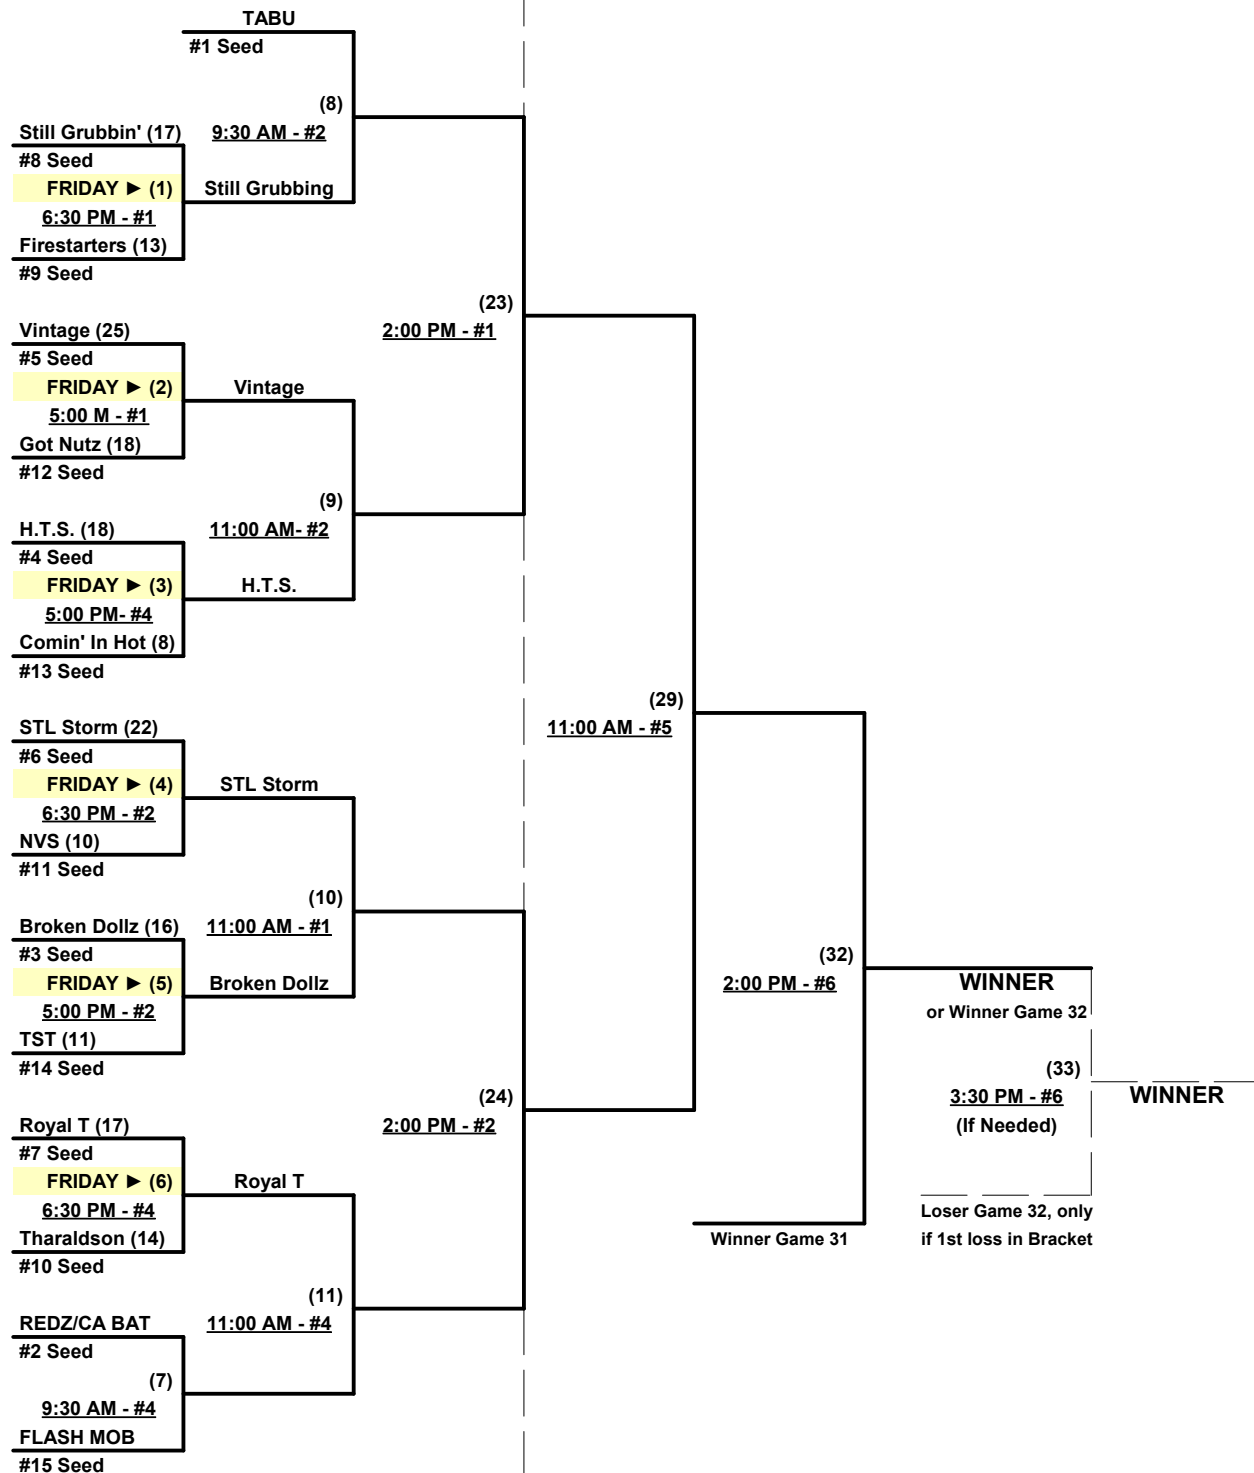 TABU
#1 Seed
(8)
9:30 AM - #2
Still Grubbin' (17)
#8 Seed
FRIDAY ► (1)
6:30 PM - #1
Firestarters (13)
#9 Seed
Still Grubbing
(23)
2:00 PM - #1
Vintage (25)
#5 Seed
FRIDAY ► (2)
5:00 M - #1
Got Nutz (18)
#12 Seed
Vintage
(9)
11:00 AM- #2
H.T.S. (18)
#4 Seed
FRIDAY ► (3)
5:00 PM- #4
Comin' In Hot (8)
#13 Seed
H.T.S.
(29)
11:00 AM - #5
STL Storm (22)
#6 Seed
FRIDAY ► (4)
6:30 PM - #2
NVS (10)
#11 Seed
STL Storm
(10)
11:00 AM - #1
Broken Dollz (16)
#3 Seed
FRIDAY ► (5)
5:00 PM - #2
TST (11)
#14 Seed
Broken Dollz
(32)
2:00 PM - #6
WINNER
or Winner Game 32
(33)
3:30 PM - #6
(If Needed)
WINNER
(24)
2:00 PM - #2
Royal T (17)
#7 Seed
FRIDAY ► (6)
6:30 PM - #4
Tharaldson (14)
#10 Seed
Royal T
Winner Game 31
Loser Game 32, only
if 1st loss in Bracket
(11)
11:00 AM - #4
REDZ/CA BAT
#2 Seed
(7)
9:30 AM - #4
FLASH MOB
#15 Seed